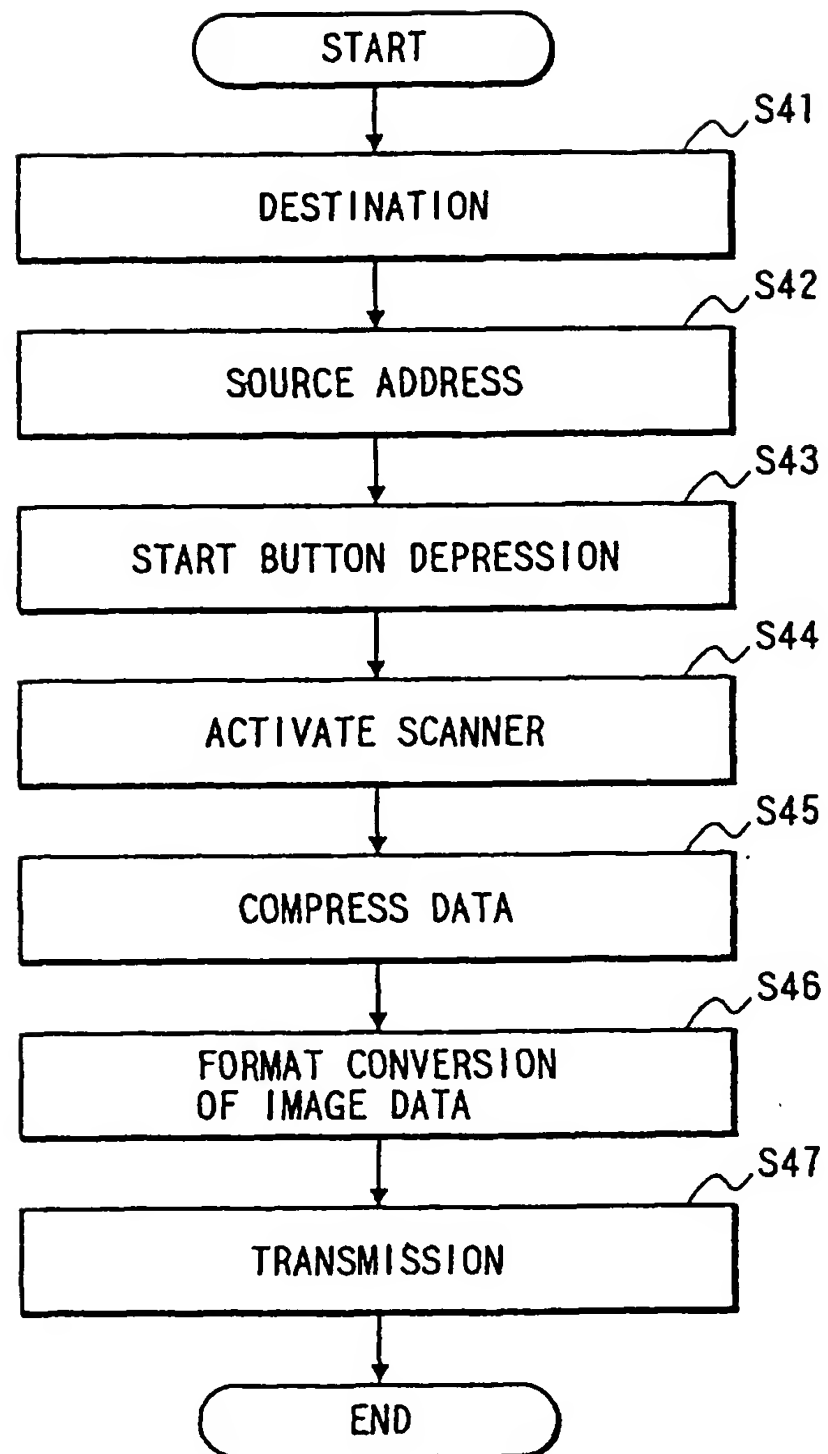 START
S41
DESTINATION
S42
SOURCE ADDRESS
S43
START BUTTON DEPRESSION
S44
ACTIVATE SCANNER
S45
COMPRESS DATA
S46
FORMAT CONVERSION
OF IMAGE DATA
S47
TRANSMISSION
END